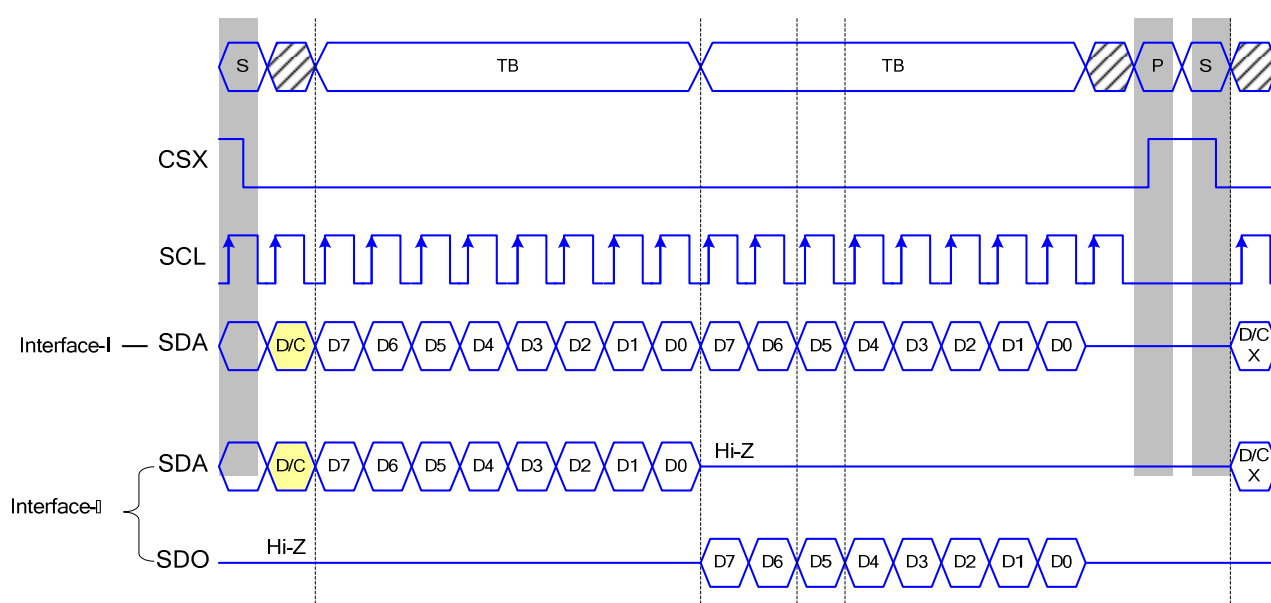 S TB TB P S
CSX
SCL
Interface-I SDA D/C D7 D6 D5 D4 D3 D2 D1 D0 D7 D6 D5 D4 D3 D2 D1 D0 D/C X
SDA D/C D7 D6 D5 D4 D3 D2 D1 D0 Hi-Z D/C X
Interface-
SDO Hi-Z D7 D6 D5 D4 D3 D2 D1 D0